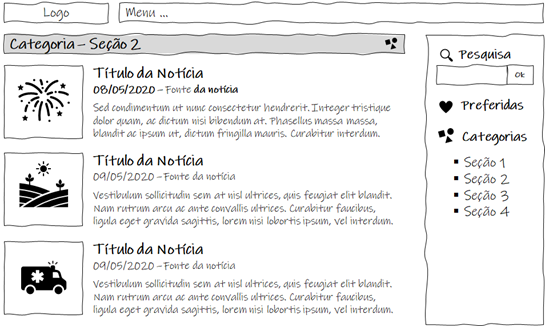 Logo
Menu ...
Categoria – Seção 2
Título da Notícia
08/05/2020 – Fonte da notícia
Sed condimentum ut nunc consectetur hendrerit. Integer tristique
dolor quam, ac dictum nisi bibendum at. Phasellus massa massa,
blandit ac ipsum ut, dictum fringilla mauris. Curabitur interdum.
Título da Notícia
09/05/2020 – Fonte da notícia
Vestibulum sollicitudin sem at nisl ultrices, quis feugiat elit blandit.
Nam rutrum arcu ac ante convallis ultrices. Curabitur faucibus,
ligula eget gravida sagittis, lorem nisi lobortis ipsum, vel interdum.
Título da Notícia
09/05/2020 – Fonte da notícia
Vestibulum sollicitudin sem at nisl ultrices, quis feugiat elit blandit.
Nam rutrum arcu ac ante convallis ultrices. Curabitur faucibus,
ligula eget gravida sagittis, lorem nisi lobortis ipsum, vel interdum.
Pesquisa
Ok
Preferidas
Categorias
▪ Seção 1
▪ Seção 2
▪ Seção 3
▪ Seção 4